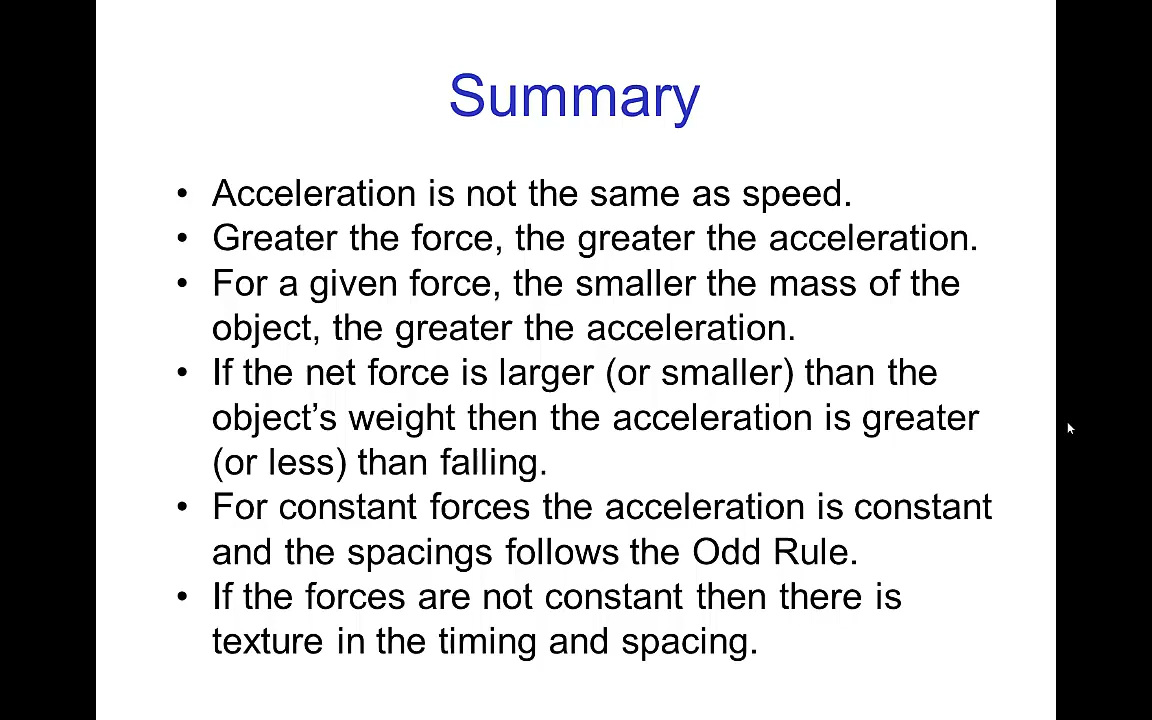 Summary
• Acceleration is not the same as speed.
• Greater the force, the greater the acceleration.
• For a given force, the smaller the mass of the
object, the greater the acceleration.
• If the net force is larger (or smaller) than the
object’s weight then the acceleration is greater
(or less) than falling.
• For constant forces the acceleration is constant
and the spacings follows the Odd Rule.
• If the forces are not constant then there is
texture in the timing and spacing.